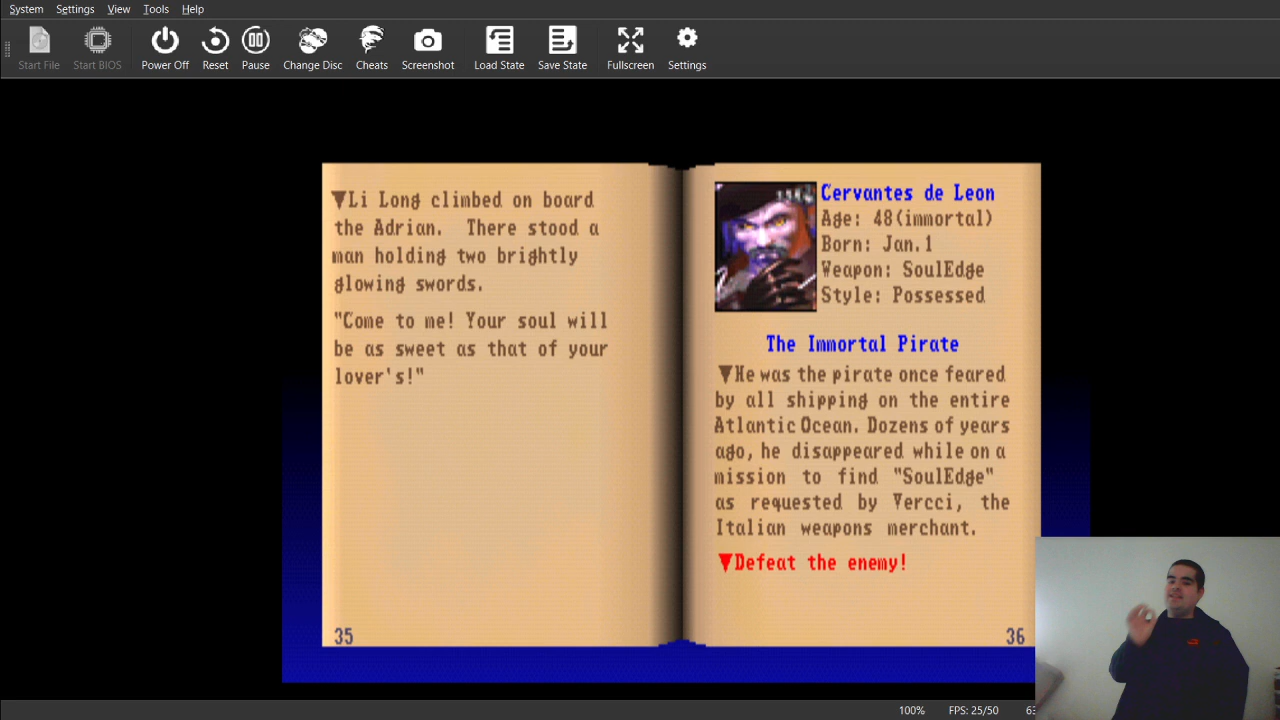 System Settings View Tools Help
Start File Start BIOS Power Off Reset Pause Change Disc Cheats Screenshot Load State Save State Fullscreen Settings
▼Li Long climbed on board
the Adrian. There stood a
man holding two brightly
glowing swords.
"Come to me! Your soul will
be as sweet as that of your
lover's!"
35
Cervantes de Leon
Age: 48(immortal)
Born: Jan.1
Weapon: SoulEdge
Style: Possessed
The Immortal Pirate
▼He was the pirate once feared
by all shipping on the entire
Atlantic Ocean. Dozens of years
ago, he disappeared while on a
mission to find "SoulEdge"
as requested by Vercci, the
Italian weapons merchant.
▼Defeat the enemy!
36
100% FPS: 25/50